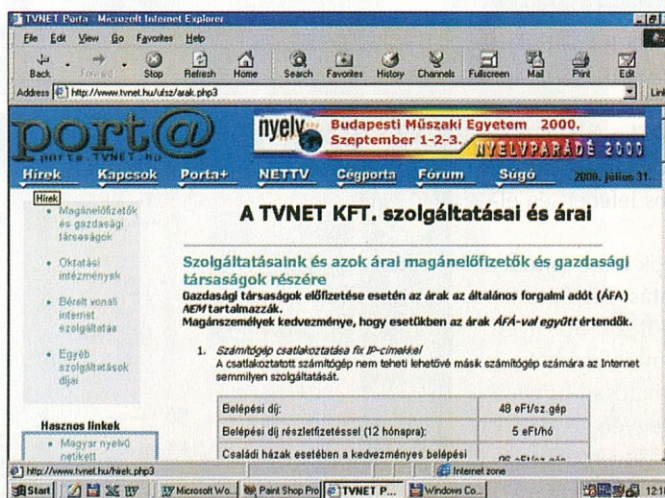 TVNET Porta - Microsoft Internet Explorer
File Edit View Go Favorites Help
Back Forward Stop Refresh Home Search Favorites History Channels Fullscreen Mail Print Edit
Address http://www.tvnet.hu/ufsz/arak.php3 Link
port@
porta.TVNET.hu
nyelv
Budapesti Műszaki Egyetem 2000.
Szeptember 1-2-3.
NYELVPARÁDÉ 2000
Hírek Kapcsok Porta+ NETTV Cégporta Fórum Súgó 2000. július 31.
Hírek
Magánelőfizetők
és gazdasági
társaságok
Oktatási
intézmények
Bérelt vonali
internet
szolgáltatás
Egyéb
szolgáltatások
díjai
Hasznos linkek
Magyar nyelvű
netikett
A TVNET KFT. szolgáltatásai és árai
Szolgáltatásaink és azok árai magánelőfizetők és gazdasági
társaságok részére
Gazdasági társaságok előfizetése esetén az árak az általános forgalmi adót (ÁFA)
NEM tartalmazzák.
Magánszemélyek kedvezménye, hogy esetükben az árak ÁFÁ-val együtt értendők.
1. Számítógép csatlakoztatása fix IP-címekkel
A csatlakoztatott számítógép nem teheti lehetővé másik számítógép számára az Internet
semmilyen szolgáltatását.
Belépési díj: 48 eFt/sz.gép
Belépési díj részletfizetéssel (12 hónapra): 5 eFt/hó
Családi házak esetében a kedvezményes belépési
http://www.tvnet.hu/hirek.php3 Internet zone
Start Microsoft Wo... Paint Shop Pro TVNET P... Windows Co...